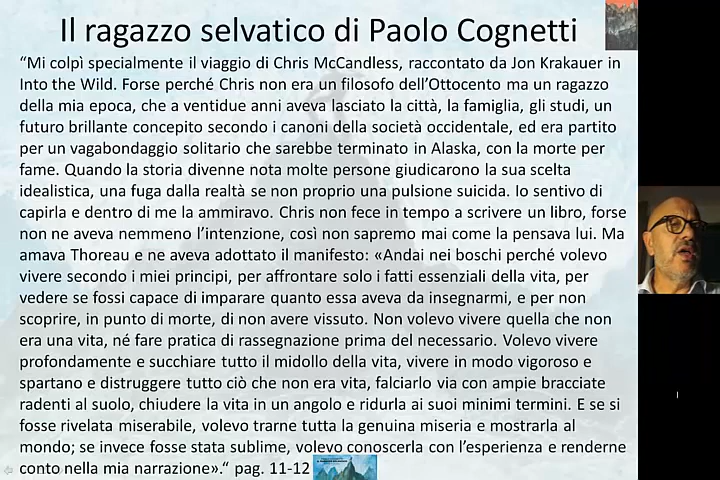 Il ragazzo selvatico di Paolo Cognetti
“Mi colpì specialmente il viaggio di Chris McCandless, raccontato da Jon Krakauer in
Into the Wild. Forse perché Chris non era un filosofo dell’Ottocento ma un ragazzo
della mia epoca, che a ventidue anni aveva lasciato la città, la famiglia, gli studi, un
futuro brillante concepito secondo i canoni della società occidentale, ed era partito
per un vagabondaggio solitario che sarebbe terminato in Alaska, con la morte per
fame. Quando la storia divenne nota molte persone giudicarono la sua scelta
idealistica, una fuga dalla realtà se non proprio una pulsione suicida. Io sentivo di
capirla e dentro di me la ammiravo. Chris non fece in tempo a scrivere un libro, forse
non ne aveva nemmeno l’intenzione, così non sapremo mai come la pensava lui. Ma
amava Thoreau e ne aveva adottato il manifesto: «Andai nei boschi perché volevo
vivere secondo i miei principi, per affrontare solo i fatti essenziali della vita, per
vedere se fossi capace di imparare quanto essa aveva da insegnarmi, e per non
scoprire, in punto di morte, di non avere vissuto. Non volevo vivere quella che non
era una vita, né fare pratica di rassegnazione prima del necessario. Volevo vivere
profondamente e succhiare tutto il midollo della vita, vivere in modo vigoroso e
spartano e distruggere tutto ciò che non era vita, falciarlo via con ampie bracciate
radenti al suolo, chiudere la vita in un angolo e ridurla ai suoi minimi termini. E se si
fosse rivelata miserabile, volevo trarne tutta la genuina miseria e mostrarla al
mondo; se invece fosse stata sublime, volevo conoscerla con l’esperienza e renderne
conto nella mia narrazione».“ pag. 11-12